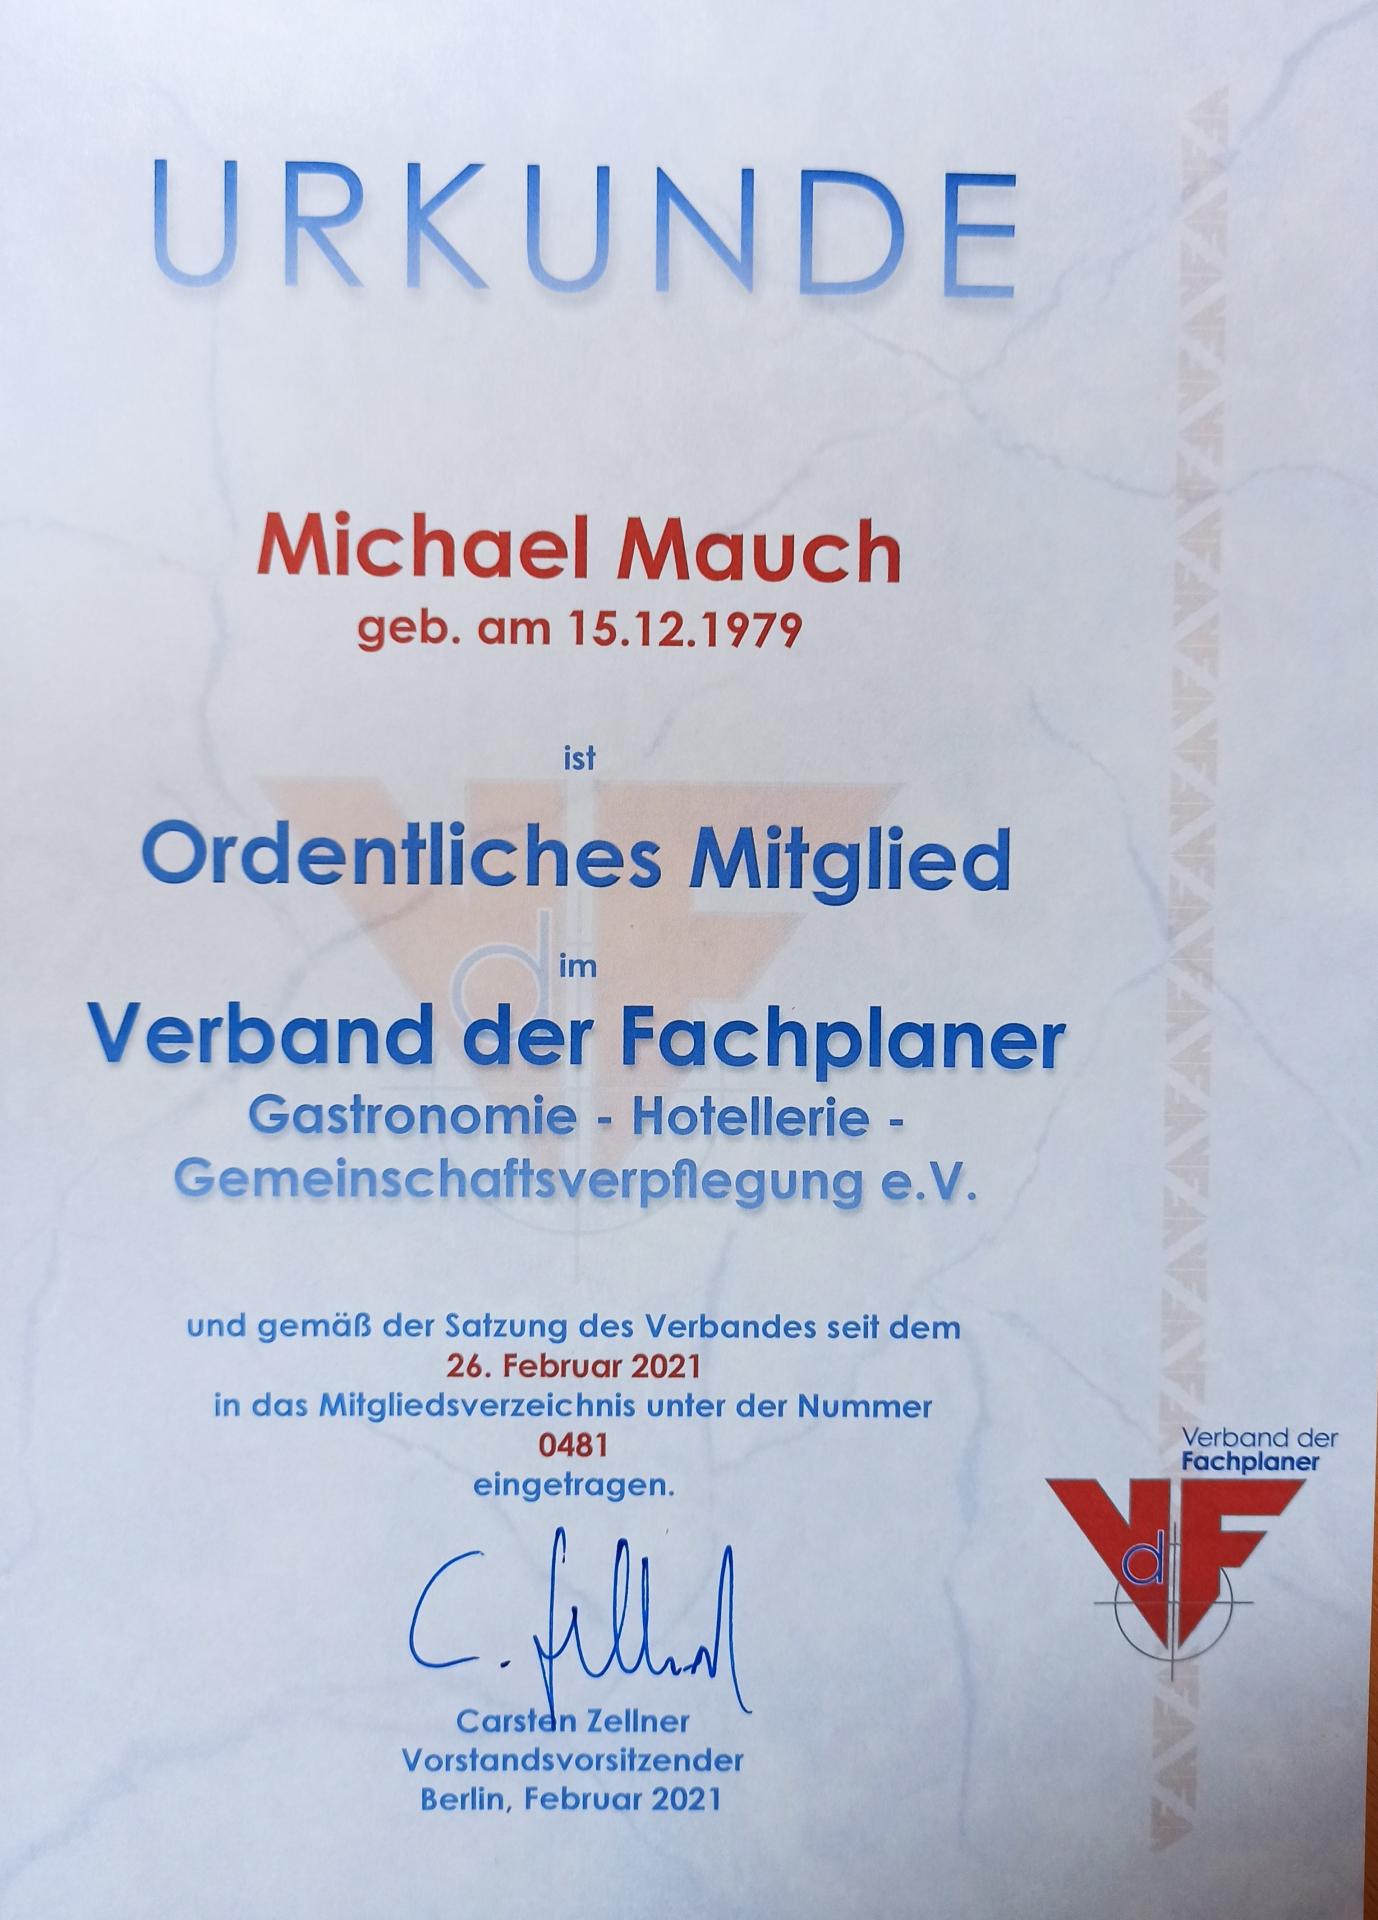 URKUNDE
Michael Mauch
geb. am 15.12.1979
ist
Ordentliches Mitglied
im
Verband der Fachplaner
Gastronomie - Hotellerie -
Gemeinschaftsverpflegung e.V.
und gemäß der Satzung des Verbandes seit dem
26. Februar 2021
in das Mitgliedsverzeichnis unter der Nummer
0481
eingetragen.
Verband der
Fachplaner
VdF
C. Zellner
Carsten Zellner
Vorstandsvorsitzender
Berlin, Februar 2021